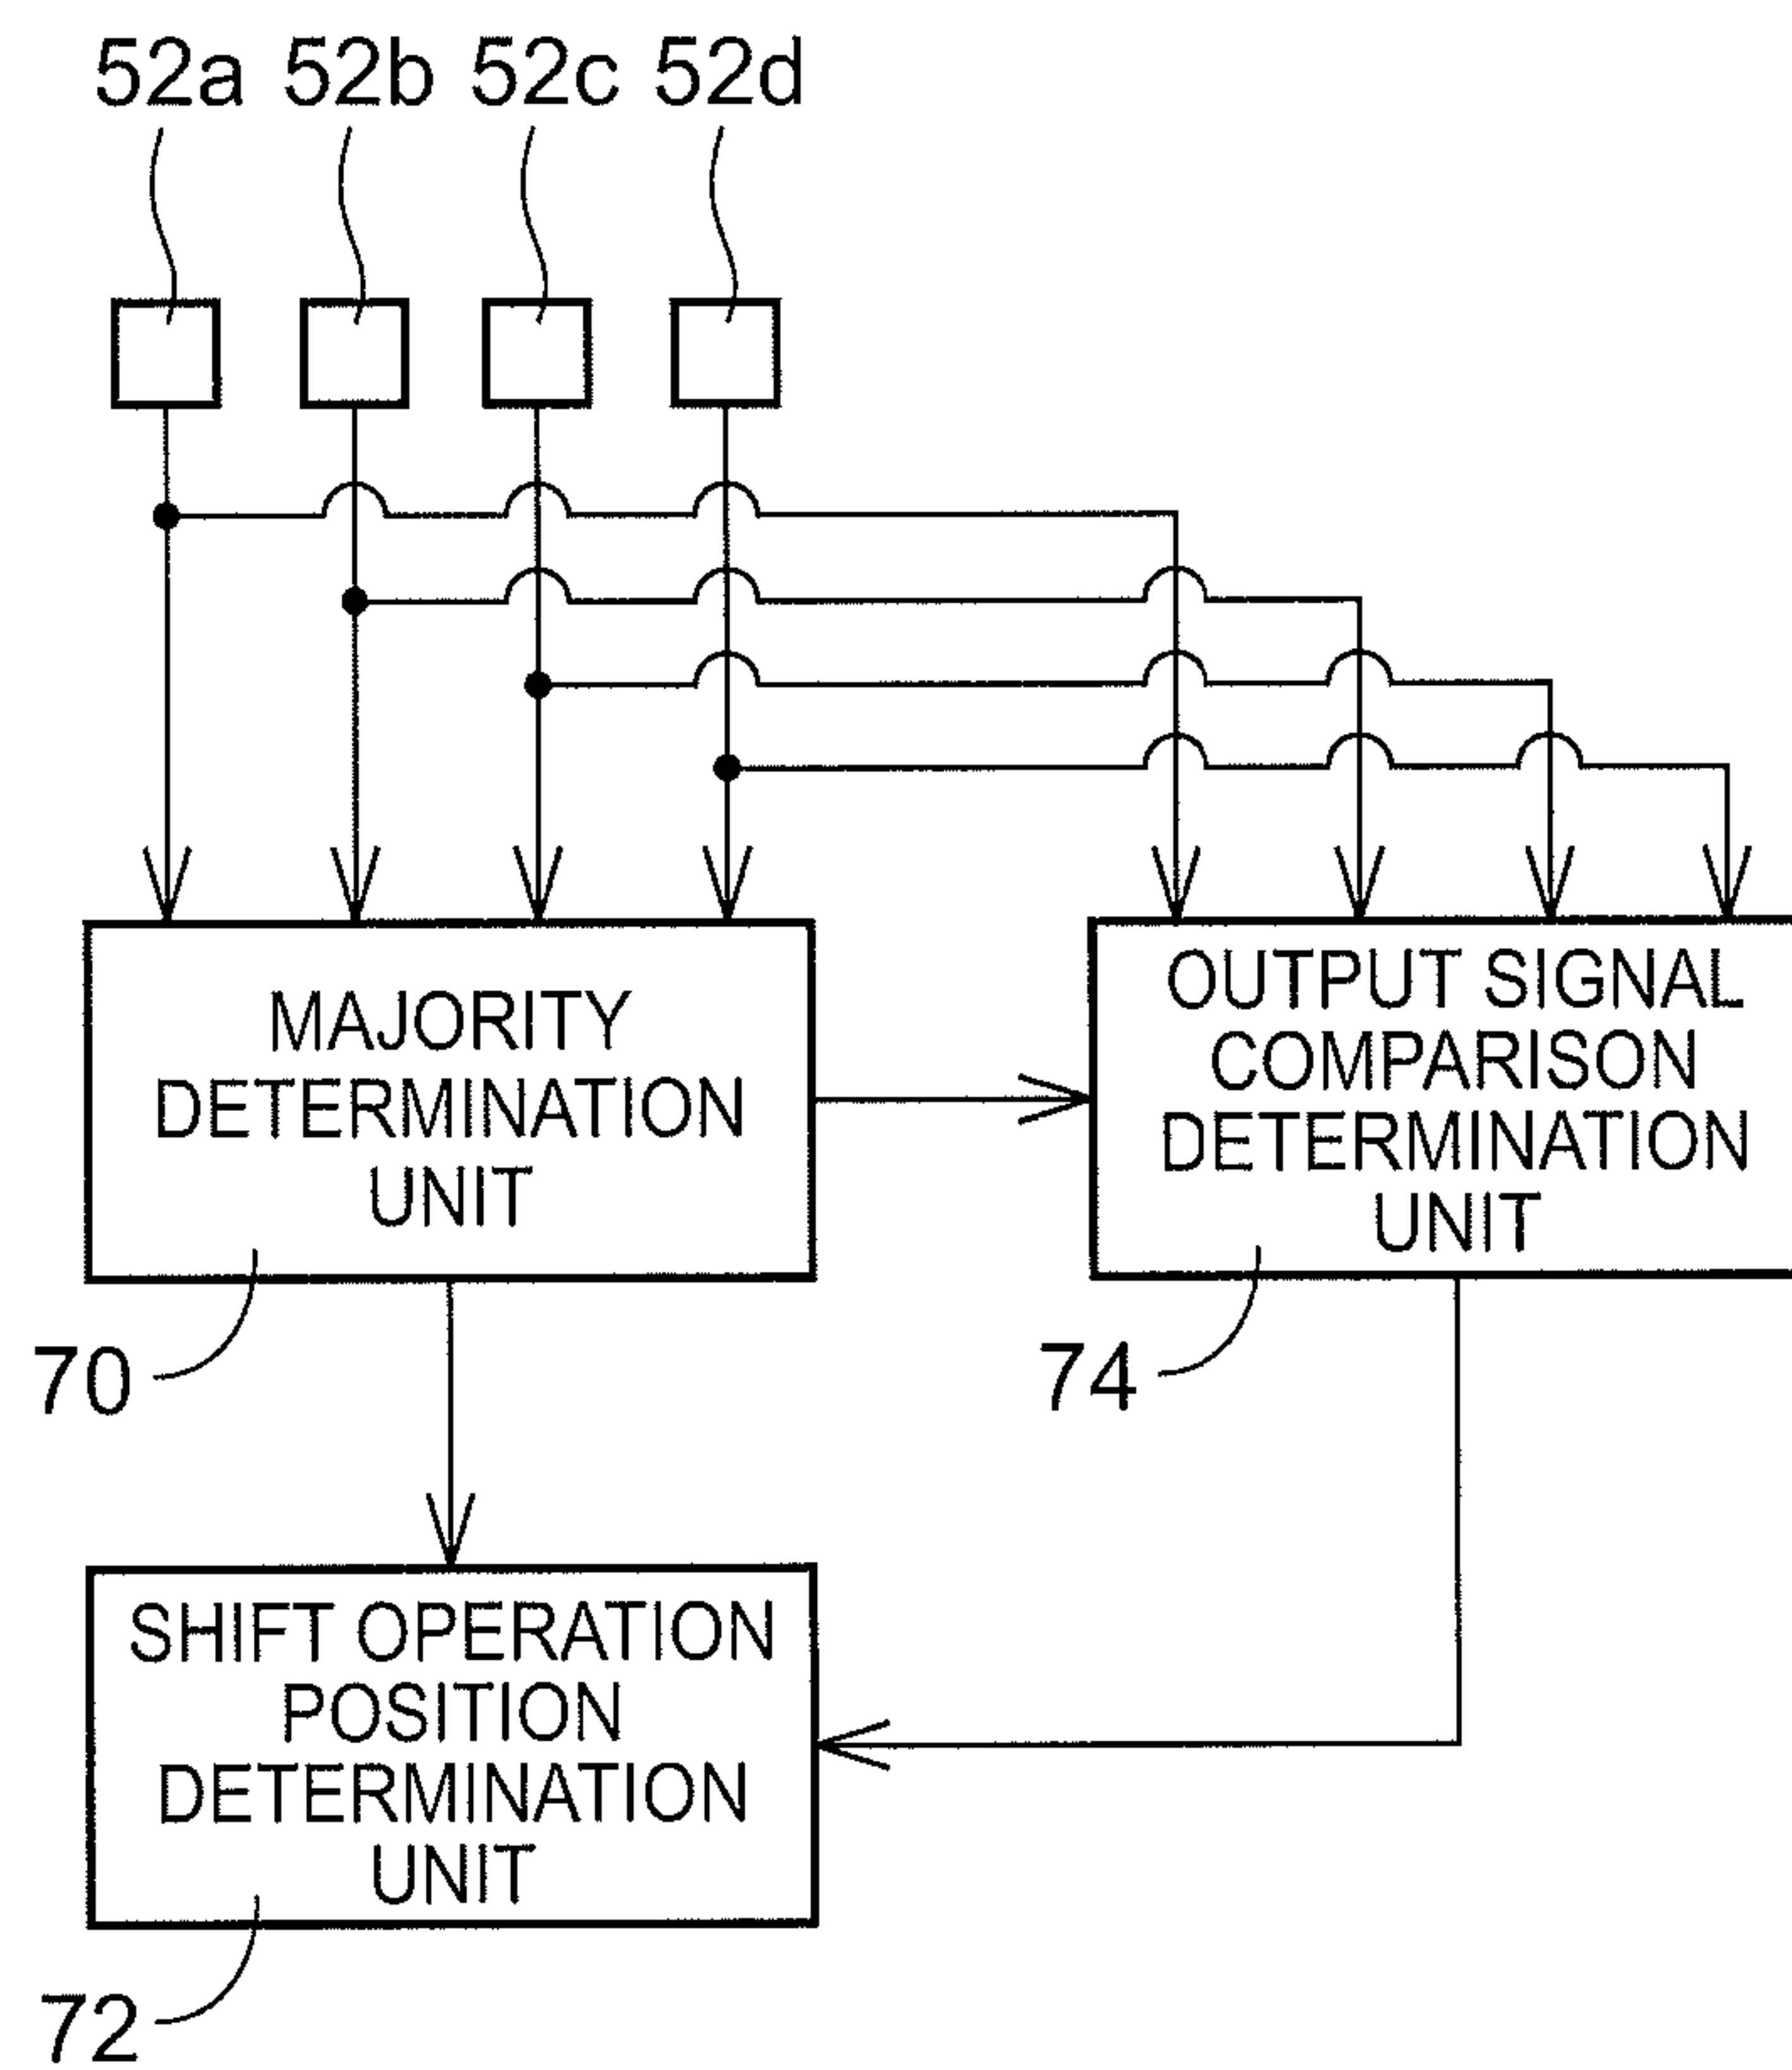 52a 52b 52c 52d
MAJORITY
DETERMINATION
UNIT
70
OUTPUT SIGNAL
COMPARISON
DETERMINATION
UNIT
74
SHIFT OPERATION
POSITION
DETERMINATION
UNIT
72